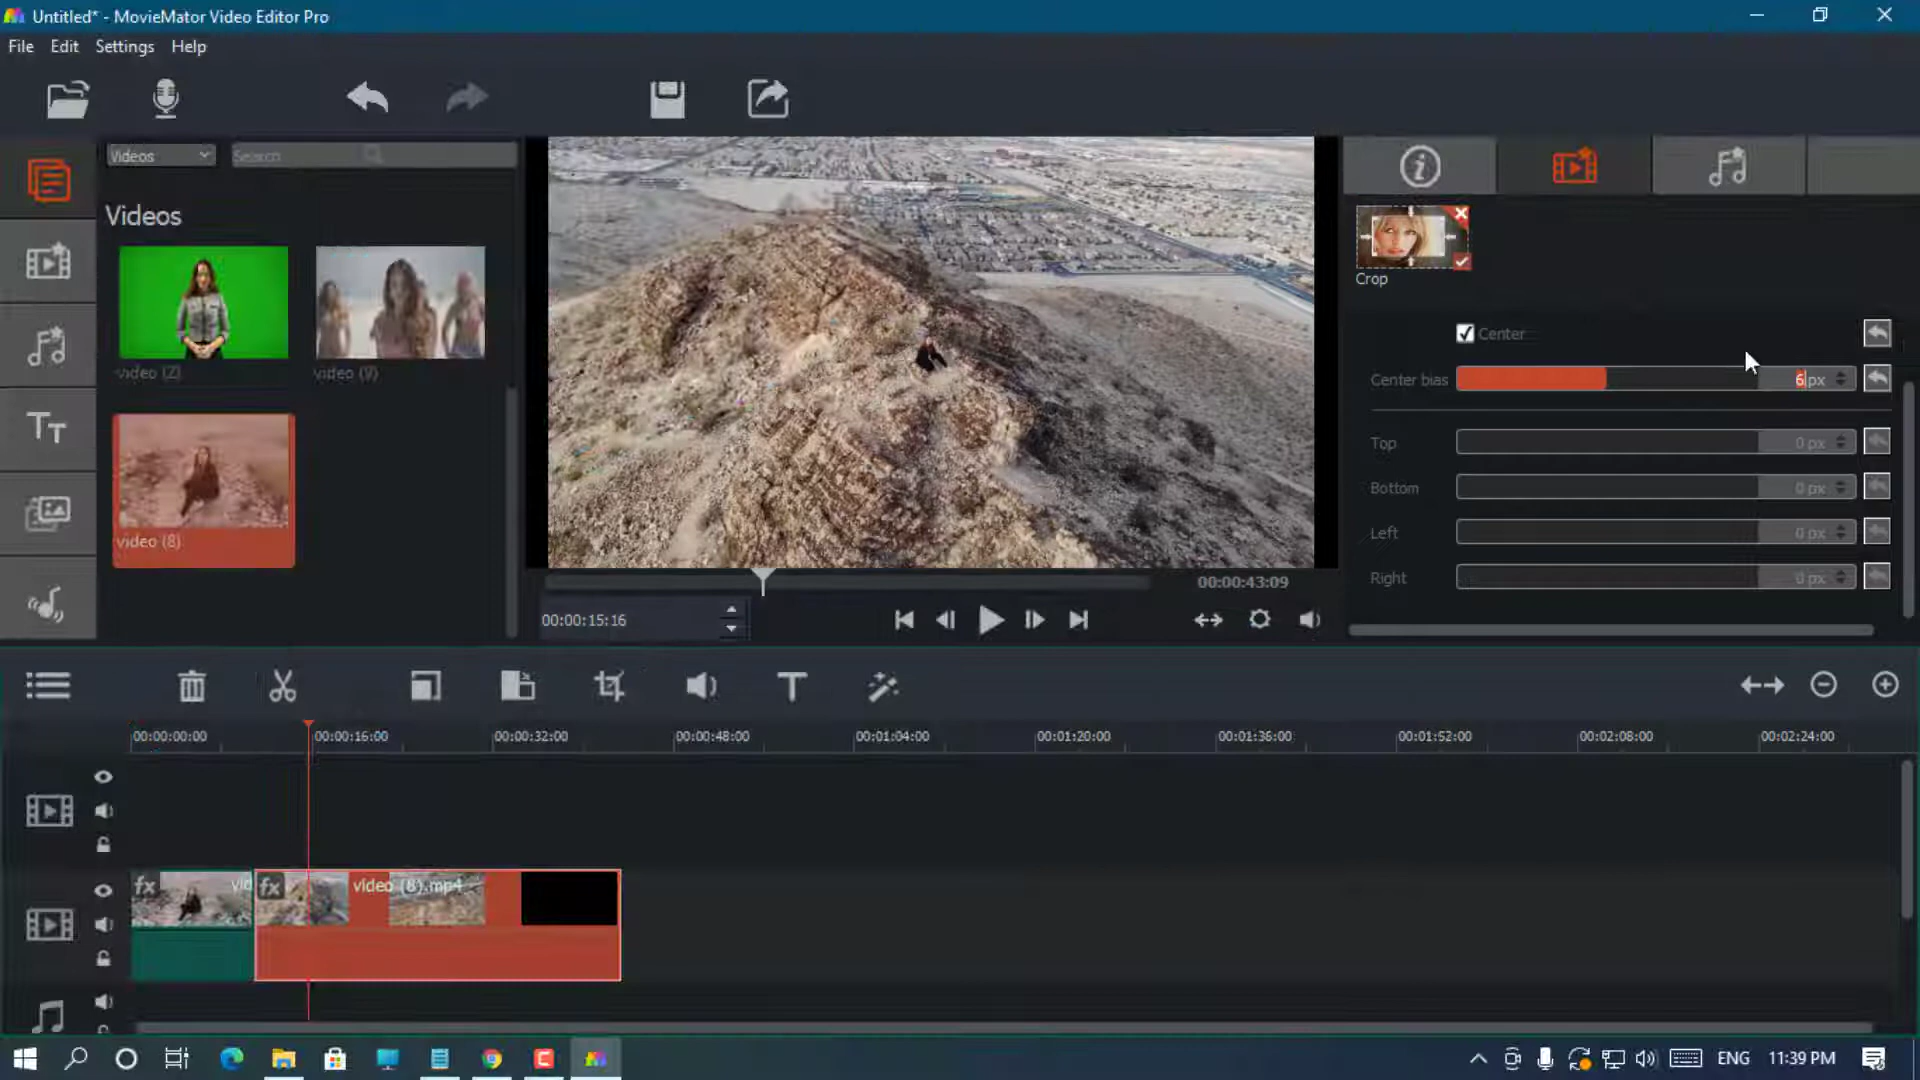 Untitled* - MovieMator Video Editor Pro
File Edit Settings Help
Videos
Search
Videos
video (2)
video (9)
video (8)
Crop
Center
Center bias
6 px
Top
0 px
Bottom
0 px
Left
0 px
Right
0 px
00:00:43:09
00:00:15:16
00:00:00:00
00:00:16:00
00:00:32:00
00:00:48:00
00:01:04:00
00:01:20:00
00:01:36:00
00:01:52:00
00:02:08:00
00:02:24:00
fx
vid
fx
video (8).mp4
ENG
11:39 PM